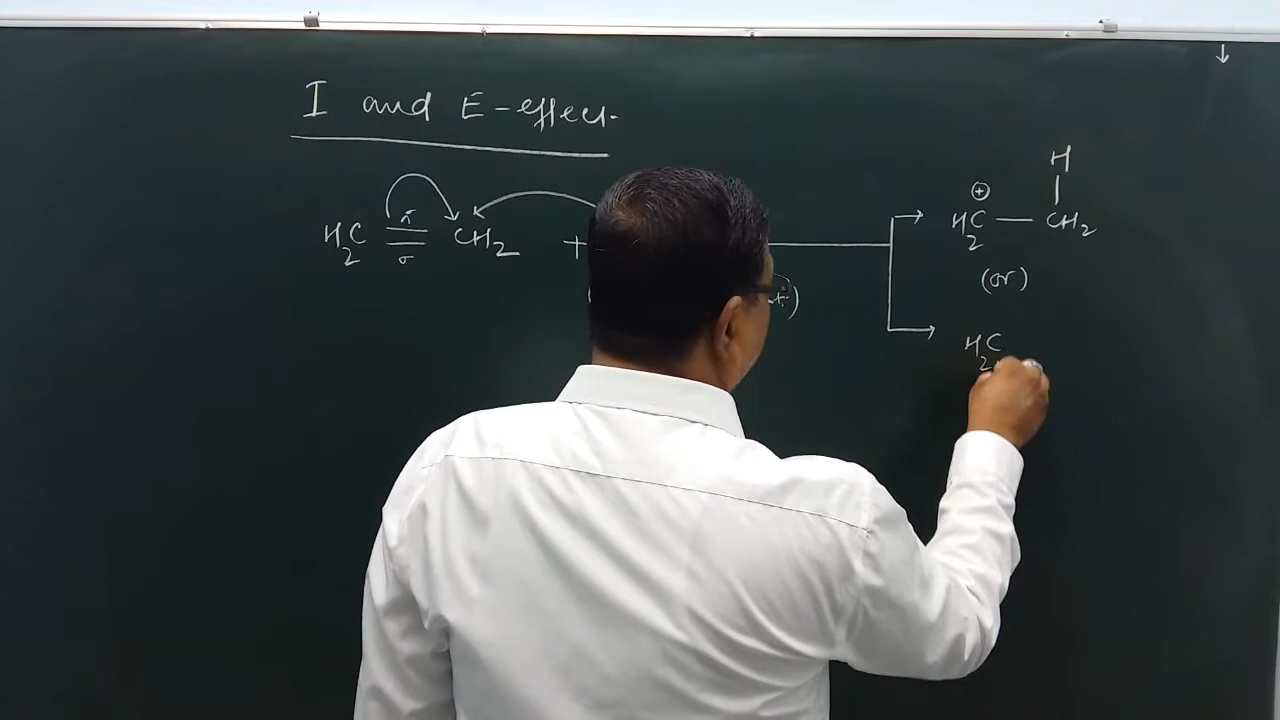 I and E-effect.
H₂C =π σ= CH₂ +
⊕ H
H₂C — CH₂
(or)
H₂C